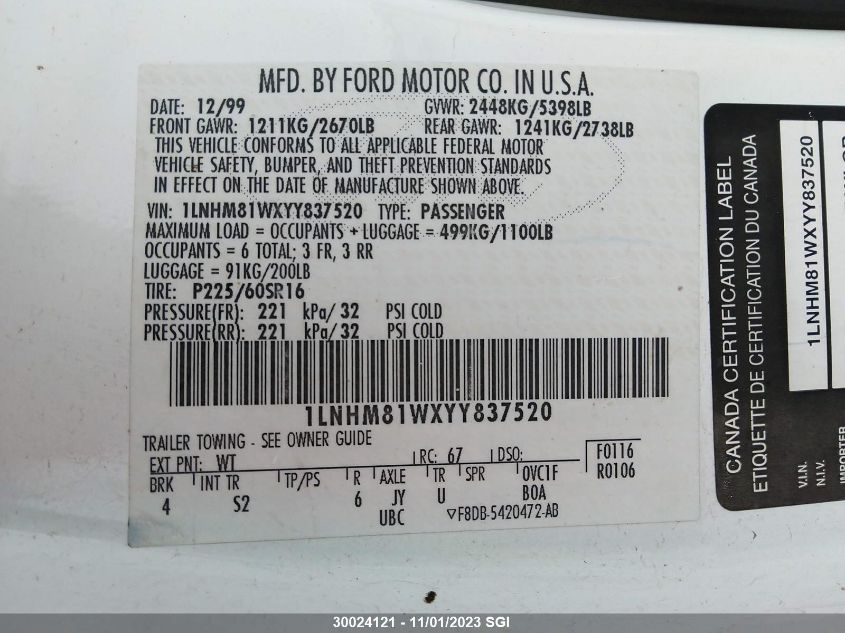 MFD. BY FORD MOTOR CO. IN U.S.A.
DATE: 12/99 GVWR: 2448KG/5398LB
FRONT GAWR: 1211KG/2670LB REAR GAWR: 1241KG/2738LB
THIS VEHICLE CONFORMS TO ALL APPLICABLE FEDERAL MOTOR
VEHICLE SAFETY, BUMPER, AND THEFT PREVENTION STANDARDS
IN EFFECT ON THE DATE OF MANUFACTURE SHOWN ABOVE.
VIN: 1LNHM81WXYY837520 TYPE: PASSENGER
MAXIMUM LOAD = OCCUPANTS + LUGGAGE = 499KG/1100LB
OCCUPANTS = 6 TOTAL; 3 FR, 3 RR
LUGGAGE = 91KG/200LB
TIRE: P225/60SR16
PRESSURE(FR): 221 kPa/ 32 PSI COLD
PRESSURE(RR): 221 kPa/ 32 PSI COLD
1LNHM81WXYY837520
TRAILER TOWING - SEE OWNER GUIDE
EXT PNT: WT RC: 67 DSO: F0116
R0106
BRK INT TR TP/PS R AXLE TR SPR 0VC1F
4 S2 6 JY U B0A
UBC ▽F8DB-5420472-AB
CANADA CERTIFICATION LABEL
ETIQUETTE DE CERTIFICATION DU CANADA
1LNHM81WXYY837520
V.I.N.
N.I.V.
IMPORTER
30024121 - 11/01/2023 SGI